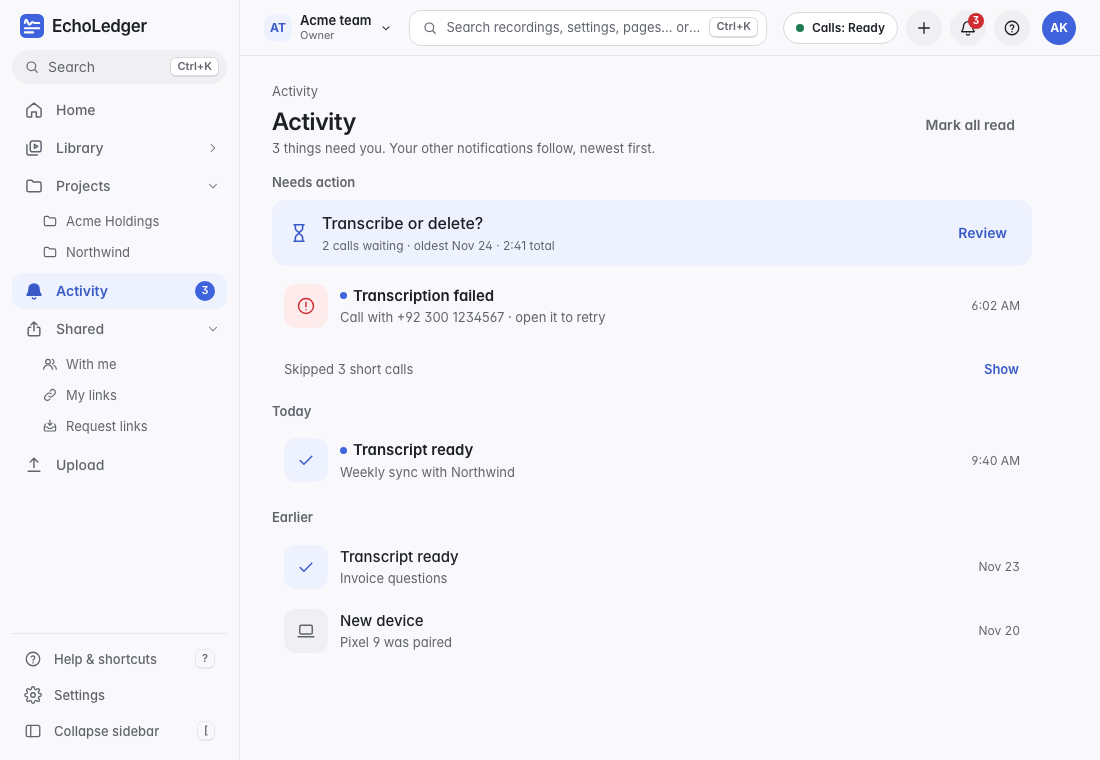 EchoLedger
Search Ctrl+K
Home
Library
Projects
Acme Holdings
Northwind
Activity 3
Shared
With me
My links
Request links
Upload
Help & shortcuts ?
Settings
Collapse sidebar [
AT Acme team
Owner
Search recordings, settings, pages... or... Ctrl+K
Calls: Ready
3
AK
Activity
Activity
Mark all read
3 things need you. Your other notifications follow, newest first.
Needs action
Transcribe or delete?
2 calls waiting · oldest Nov 24 · 2:41 total
Review
Transcription failed
Call with +92 300 1234567 · open it to retry
6:02 AM
Skipped 3 short calls Show
Today
Transcript ready
Weekly sync with Northwind
9:40 AM
Earlier
Transcript ready
Invoice questions
Nov 23
New device
Pixel 9 was paired
Nov 20